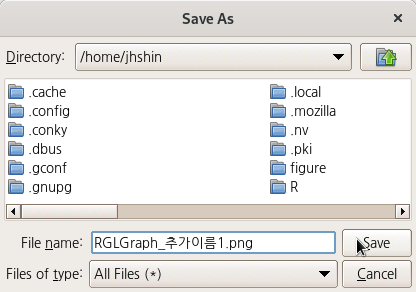 Save As
Directory: /home/jhshin
.cache
.config
.conky
.dbus
.gconf
.gnupg
.local
.mozilla
.nv
.pki
figure
R
File name: RGLGraph_추가이름1.png Save
Files of type: All Files (*) Cancel